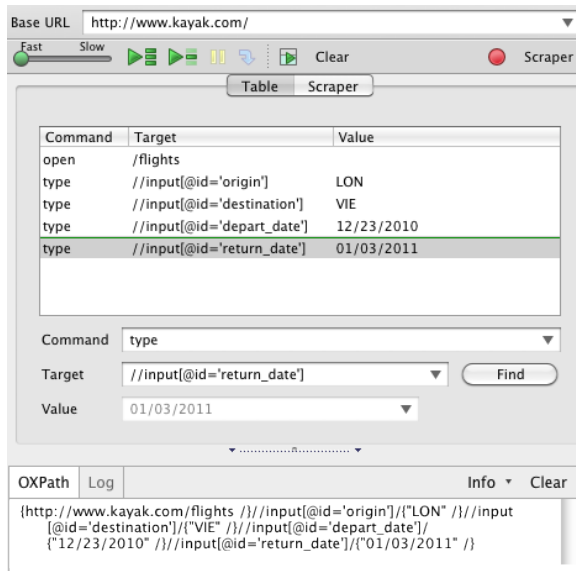 Base URL http://www.kayak.com/
Fast Slow Clear Scraper
Table Scraper
Command Target Value
open /flights
type //input[@id='origin'] LON
type //input[@id='destination'] VIE
type //input[@id='depart_date'] 12/23/2010
type //input[@id='return_date'] 01/03/2011
Command type
Target //input[@id='return_date'] Find
Value 01/03/2011
OXPath Log Info Clear
{http://www.kayak.com/flights /}//input[@id='origin']/{"LON" /}//input
[@id='destination']/{"VIE" /}//input[@id='depart_date']/
{"12/23/2010" /}//input[@id='return_date']/{"01/03/2011" /}